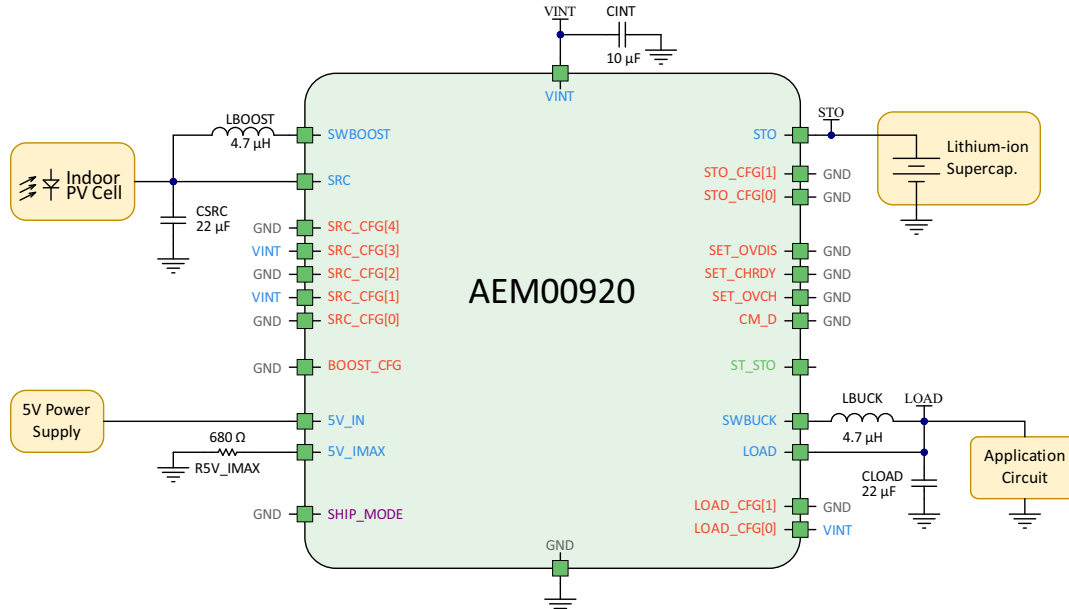 VINT
CINT
10 µF
VINT
LBOOST
4.7 µH
SWBOOST
STO
STO
Lithium-ion
Supercap.
Indoor
PV Cell
SRC
STO_CFG[1]
GND
STO_CFG[0]
GND
CSRC
22 µF
GND
SRC_CFG[4]
VINT
SRC_CFG[3]
GND
SRC_CFG[2]
VINT
SRC_CFG[1]
GND
SRC_CFG[0]
SET_OVDIS
GND
SET_CHRDY
GND
SET_OVCH
GND
CM_D
GND
AEM00920
GND
BOOST_CFG
ST_STO
5V Power
Supply
5V_IN
SWBUCK
LBUCK
4.7 µH
LOAD
680 Ω
R5V_IMAX
5V_IMAX
LOAD
CLOAD
22 µF
Application
Circuit
GND
SHIP_MODE
LOAD_CFG[1]
GND
LOAD_CFG[0]
VINT
GND